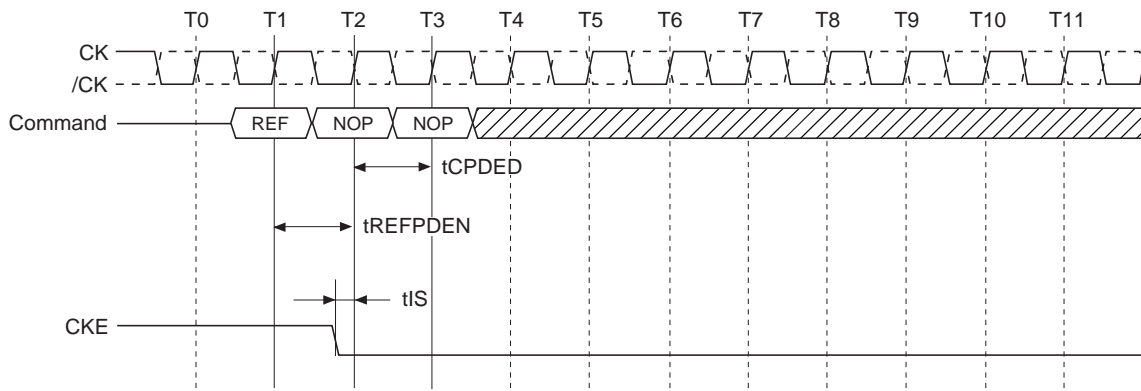 T0 T1 T2 T3 T4 T5 T6 T7 T8 T9 T10 T11
CK
/CK
Command REF NOP NOP
tCPDED
tREFPDEN
tIS
CKE